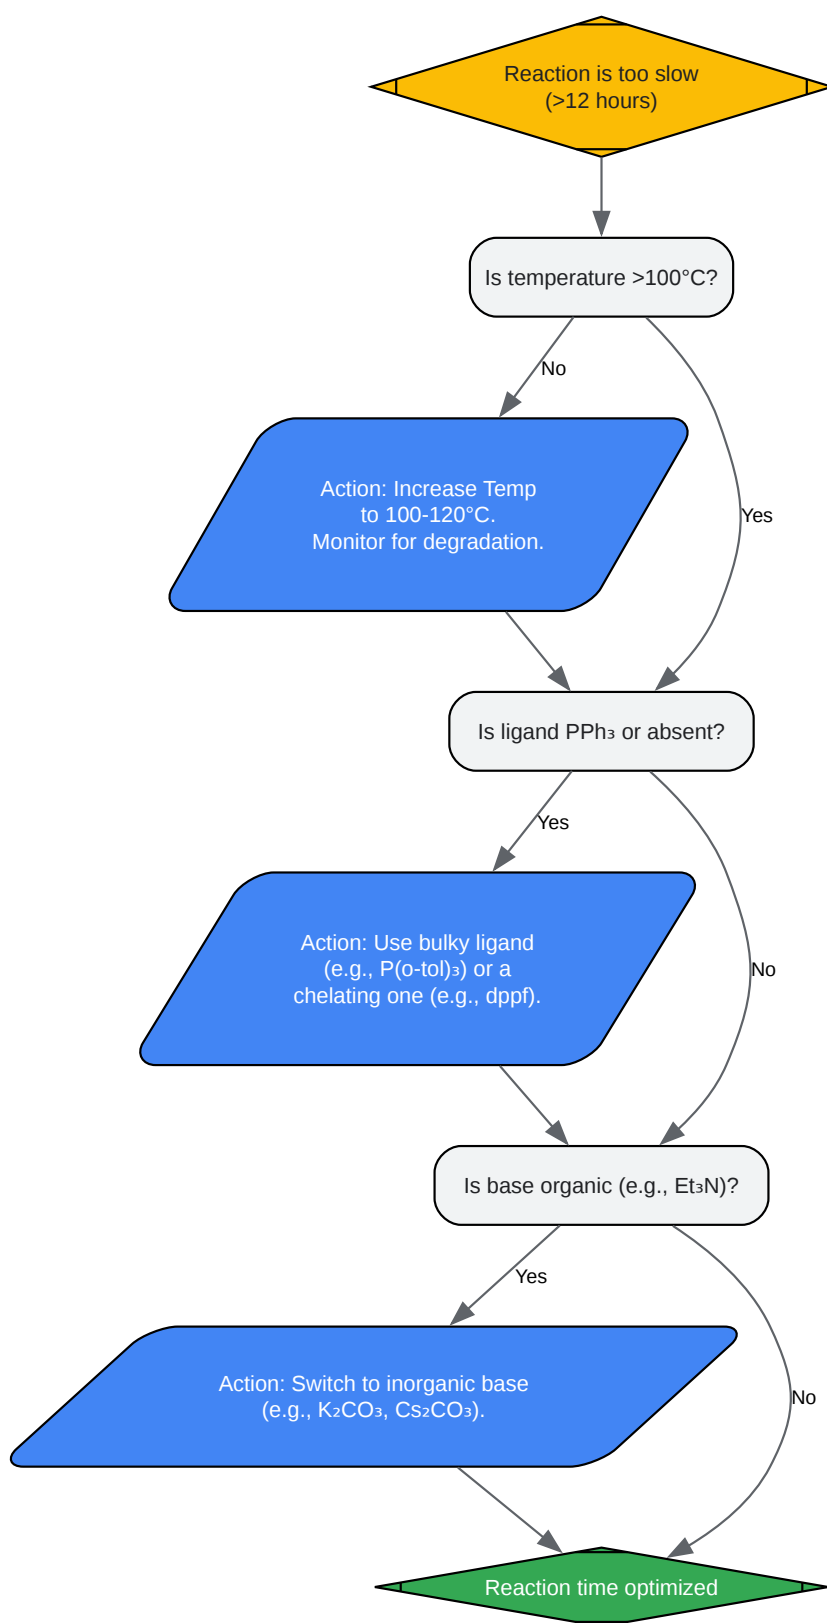 Reaction is too slow
(>12 hours)
Is temperature >100°C?
No
Action: Increase Temp
to 100-120°C.
Monitor for degradation.
Yes
Is ligand PPh₃ or absent?
Yes
Action: Use bulky ligand
(e.g., P(o-tol)₃) or a
chelating one (e.g., dppf).
No
Is base organic (e.g., Et₃N)?
Yes
Action: Switch to inorganic base
(e.g., K₂CO₃, Cs₂CO₃).
No
Reaction time optimized